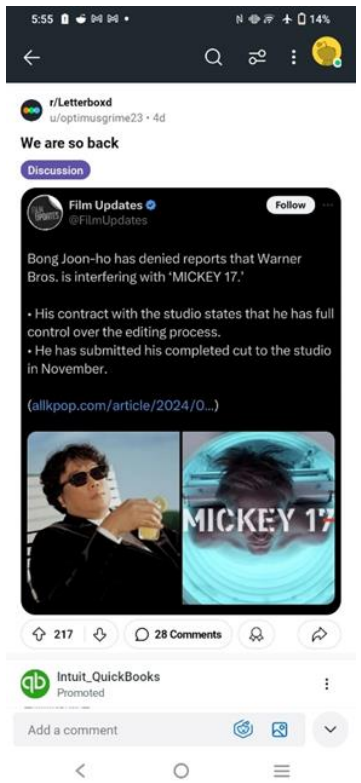 5:55
14%
r/Letterboxd
u/optimusgrime23 • 4d
We are so back
Discussion
Film Updates
@FilmUpdates
Follow
Bong Joon-ho has denied reports that Warner
Bros. is interfering with ‘MICKEY 17.’
• His contract with the studio states that he has full
control over the editing process.
• He has submitted his completed cut to the studio
in November.
(allkpop.com/article/2024/0...)
MICKEY 17
217
28 Comments
qb
Intuit_QuickBooks
Promoted
Add a comment